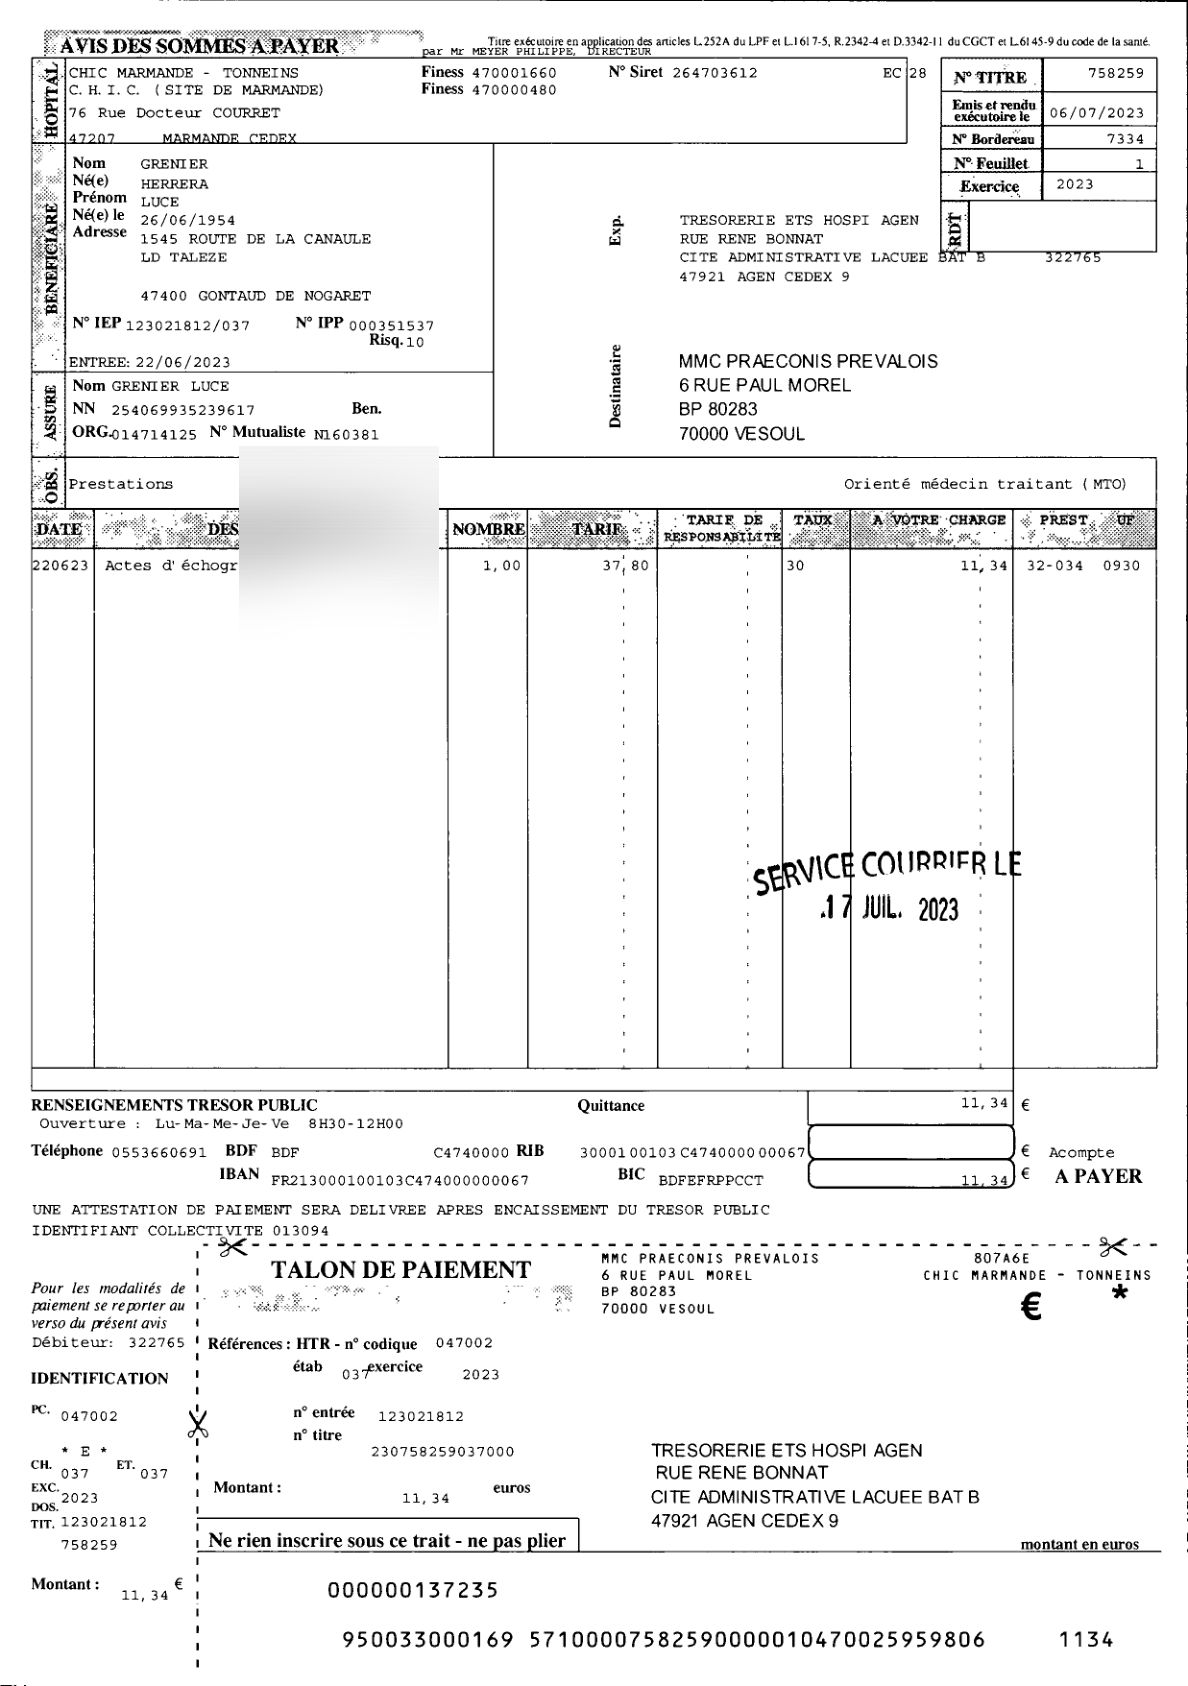 AVIS DES SOMMES A PAYER
Titre exécutoire en application des articles L.252A du LPF et L.1617-5, R.2342-4 et D.3342-11 du CGCT et L.6145-9 du code de la santé.
par Mr MEYER PHILIPPE, DIRECTEUR
HOPITAL
CHIC MARMANDE - TONNEINS Finess 470001660 N° Siret 264703612 EC 28
C. H. I. C. (SITE DE MARMANDE) Finess 470000480
76 Rue Docteur COURRET
47207 MARMANDE CEDEX
N° TITRE 758259
Emis et rendu exécutoire le 06/07/2023
N° Bordereau 7334
N° Feuillet 1
Exercice 2023
RDT
BENEFICIAIRE
Nom GRENIER
Né(e) HERRERA
Prénom LUCE
Né(e) le 26/06/1954
Adresse 1545 ROUTE DE LA CANAULE
LD TALEZE
47400 GONTAUD DE NOGARET
N° IEP 123021812/037 N° IPP 000351537
Risq. 10
ENTREE: 22/06/2023
Exp.
TRESORERIE ETS HOSPI AGEN
RUE RENE BONNAT
CITE ADMINISTRATIVE LACUEE BAT B 322765
47921 AGEN CEDEX 9
ASSURE
Nom GRENIER LUCE
NN 254069935239617 Ben.
ORG. 014714125 N° Mutualiste N160381
Destinataire
MMC PRAECONIS PREVALOIS
6 RUE PAUL MOREL
BP 80283
70000 VESOUL
OBS.
Prestations Orienté médecin traitant (MTO)
DATE DES NOMBRE TARIF TARIF DE RESPONSABILITE TAUX A VOTRE CHARGE PREST UF
220623 Actes d'échogr 1,00 37,80 30 11,34 32-034 0930
SERVICE COURRIER LE
17 JUIL. 2023
RENSEIGNEMENTS TRESOR PUBLIC Quittance 11,34 €
Ouverture : Lu-Ma-Me-Je-Ve 8H30-12H00
Téléphone 0553660691 BDF BDF C4740000 RIB 3000100103C474000000067 € Acompte
IBAN FR213000100103C474000000067 BIC BDFEFRPPCCT 11,34 € A PAYER
UNE ATTESTATION DE PAIEMENT SERA DELIVREE APRES ENCAISSEMENT DU TRESOR PUBLIC
IDENTIFIANT COLLECTIVITE 013094
Pour les modalités de
paiement se reporter au
verso du présent avis
Débiteur: 322765
IDENTIFICATION
PC. 047002
* E *
CH. 037 ET. 037
EXC. 2023
DOS.
TIT. 123021812
758259
Montant : 11,34 €
TALON DE PAIEMENT
MMC PRAECONIS PREVALOIS
6 RUE PAUL MOREL
BP 80283
70000 VESOUL
807A6E
CHIC MARMANDE - TONNEINS
€ *
Références : HTR - n° codique 047002
étab 037 exercice 2023
n° entrée 123021812
n° titre
230758259037000
Montant : 11,34 euros
TRESORERIE ETS HOSPI AGEN
RUE RENE BONNAT
CITE ADMINISTRATIVE LACUEE BAT B
47921 AGEN CEDEX 9
Ne rien inscrire sous ce trait - ne pas plier
montant en euros
000000137235
950033000169 57100007582590000010470025959806 1134